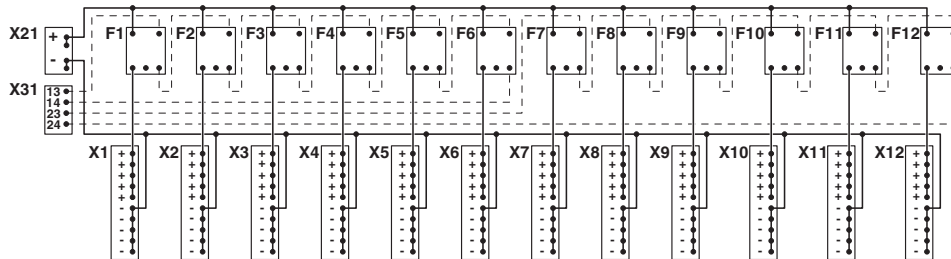 X21 + F1 F2 F3 F4 F5 F6 F7 F8 F9 F10 F11 F12
-
X31
13
14
23
24
X1 + X2 + X3 + X4 + X5 + X6 + X7 + X8 + X9 + X10 + X11 + X12 +
+ + + + + + + + + + + +
+ + + + + + + + + + + +
+ + + + + + + + + + + +
+ + + + + + + + + + + +
- - - - - - - - - - - -
- - - - - - - - - - - -
- - - - - - - - - - - -
- - - - - - - - - - - -
- - - - - - - - - - - -